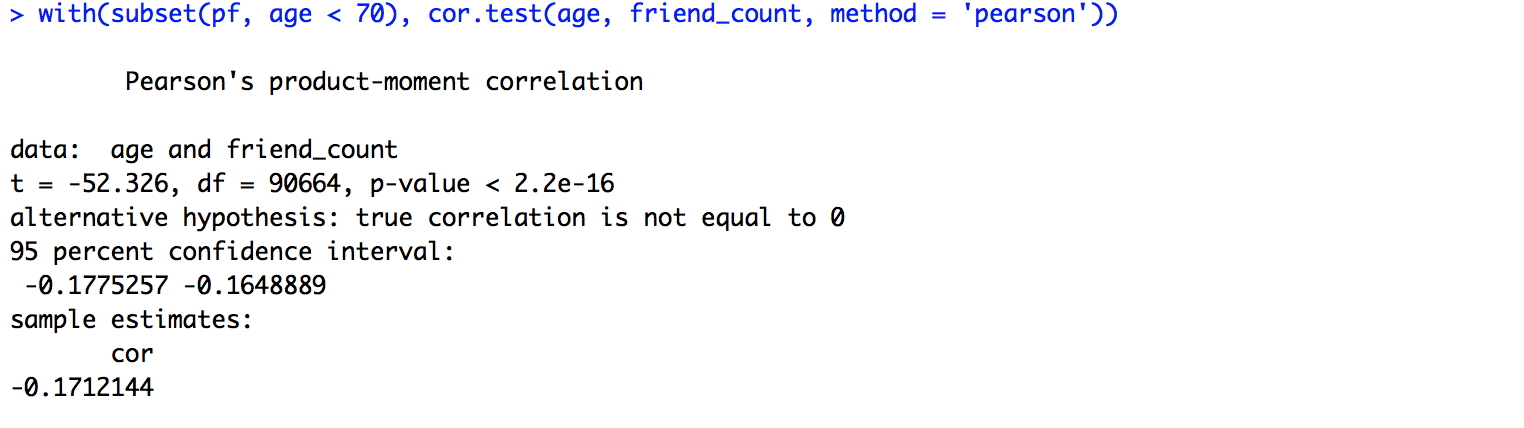 > with(subset(pf, age < 70), cor.test(age, friend_count, method = 'pearson'))
Pearson's product-moment correlation
data:  age and friend_count
t = -52.326, df = 90664, p-value < 2.2e-16
alternative hypothesis: true correlation is not equal to 0
95 percent confidence interval:
-0.1775257 -0.1648889
sample estimates:
cor
-0.1712144